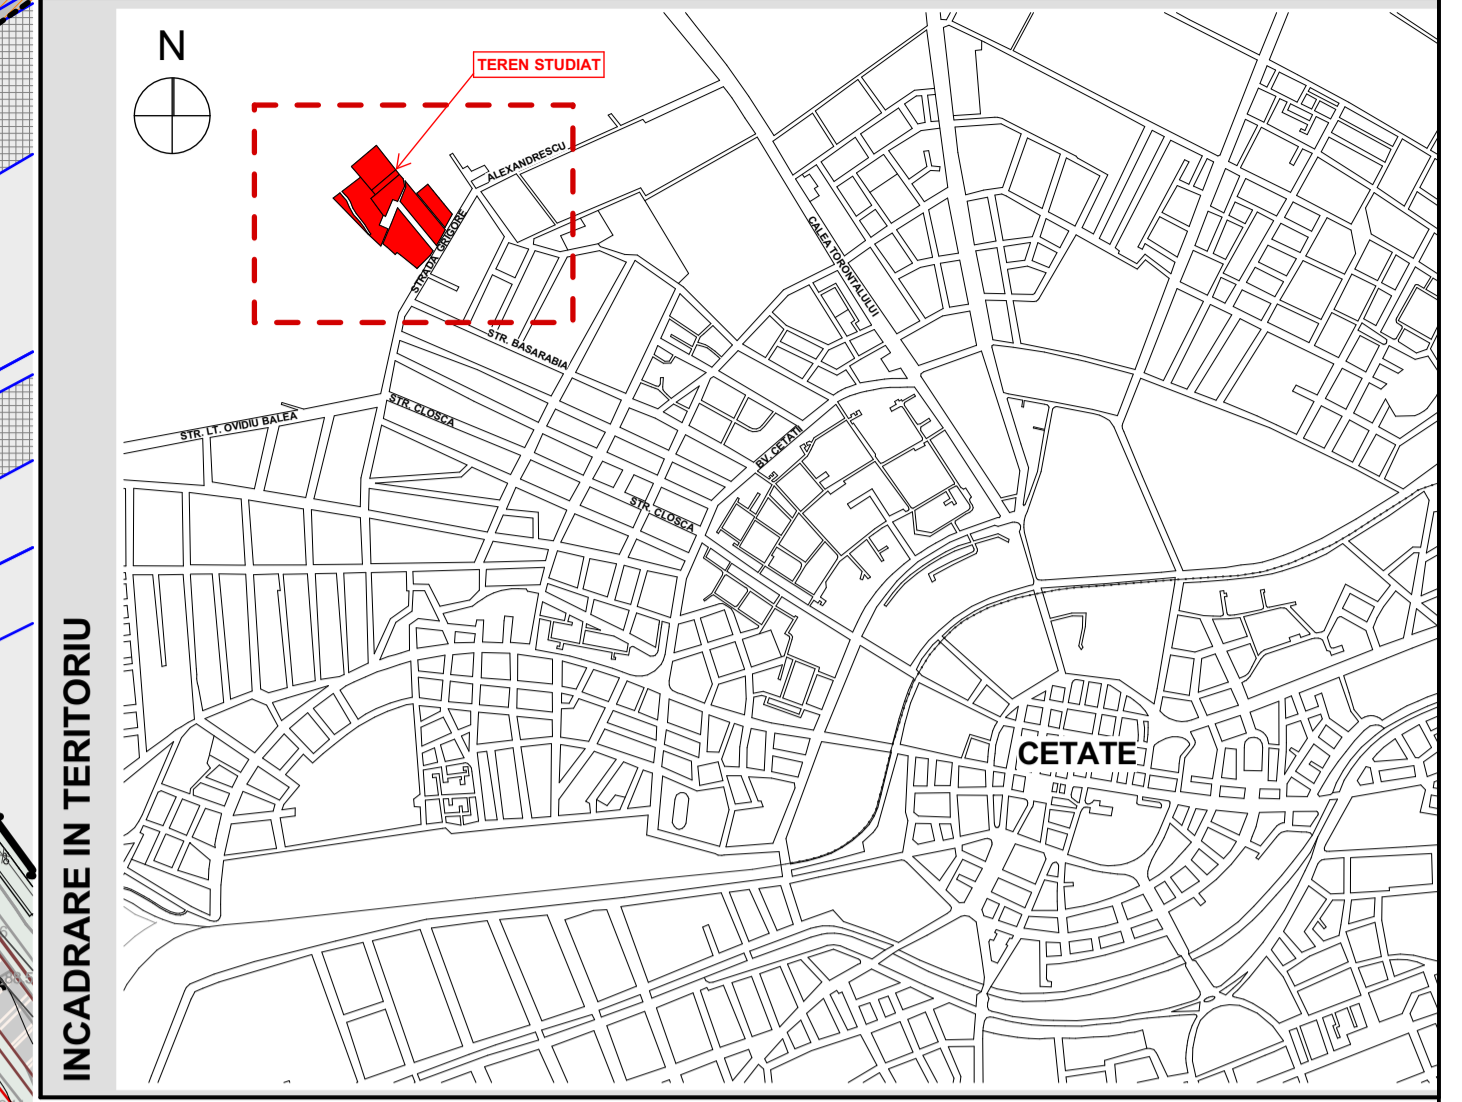 N
TEREN STUDIAT
ALEXANDRESCU
STRADA GRIGORE
CALEA TORONTALULUI
STR. BASARABIA
STR. CLOSCA
STR. LT. OVIDIU BALEA
BV. CETATII
STR. CLOSCA
CETATE
INCADRARE IN TERITORIU